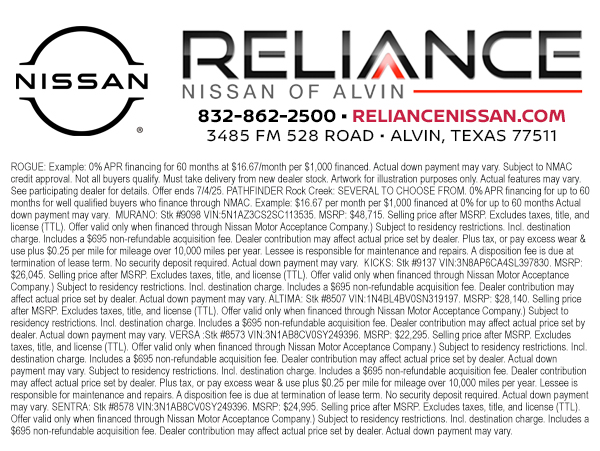 NISSAN
®
RELIANCE
NISSAN OF ALVIN
832-862-2500 • RELIANCENISSAN.COM
3485 FM 528 ROAD • ALVIN, TEXAS 77511
ROGUE: Example: 0% APR financing for 60 months at $16.67/month per $1,000 financed. Actual down payment may vary. Subject to NMAC
credit approval. Not all buyers qualify. Must take delivery from new dealer stock. Artwork for illustration purposes only. Actual features may vary.
See participating dealer for details. Offer ends 7/4/25. PATHFINDER Rock Creek: SEVERAL TO CHOOSE FROM. 0% APR financing for up to 60
months for well qualified buyers who finance through NMAC. Example: $16.67 per month per $1,000 financed at 0% for up to 60 months Actual
down payment may vary. MURANO: Stk #9098 VIN:5N1AZ3CS2SC113535. MSRP: $48,715. Selling price after MSRP. Excludes taxes, title, and
license (TTL). Offer valid only when financed through Nissan Motor Acceptance Company.) Subject to residency restrictions. Incl. destination
charge. Includes a $695 non-refundable acquisition fee. Dealer contribution may affect actual price set by dealer. Plus tax, or pay excess wear &
use plus $0.25 per mile for mileage over 10,000 miles per year. Lessee is responsible for maintenance and repairs. A disposition fee is due at
termination of lease term. No security deposit required. Actual down payment may vary. KICKS: Stk #9137 VIN:3N8AP6CA4SL397830. MSRP:
$26,045. Selling price after MSRP. Excludes taxes, title, and license (TTL). Offer valid only when financed through Nissan Motor Acceptance
Company.) Subject to residency restrictions. Incl. destination charge. Includes a $695 non-refundable acquisition fee. Dealer contribution may
affect actual price set by dealer. Actual down payment may vary. ALTIMA: Stk #8507 VIN:1N4BL4BV0SN319197. MSRP: $28,140. Selling price
after MSRP. Excludes taxes, title, and license (TTL). Offer valid only when financed through Nissan Motor Acceptance Company.) Subject to
residency restrictions. Incl. destination charge. Includes a $695 non-refundable acquisition fee. Dealer contribution may affect actual price set by
dealer. Actual down payment may vary. VERSA :Stk #8573 VIN:3N1AB8CV0SY249396. MSRP: $22,295. Selling price after MSRP. Excludes
taxes, title, and license (TTL). Offer valid only when financed through Nissan Motor Acceptance Company.) Subject to residency restrictions. Incl.
destination charge. Includes a $695 non-refundable acquisition fee. Dealer contribution may affect actual price set by dealer. Actual down
payment may vary. Subject to residency restrictions. Incl. destination charge. Includes a $695 non-refundable acquisition fee. Dealer contribution
may affect actual price set by dealer. Plus tax, or pay excess wear & use plus $0.25 per mile for mileage over 10,000 miles per year. Lessee is
responsible for maintenance and repairs. A disposition fee is due at termination of lease term. No security deposit required. Actual down payment
may vary. SENTRA: Stk #8578 VIN:3N1AB8CV0SY249396. MSRP: $24,995. Selling price after MSRP. Excludes taxes, title, and license (TTL).
Offer valid only when financed through Nissan Motor Acceptance Company.) Subject to residency restrictions. Incl. destination charge. Includes a
$695 non-refundable acquisition fee. Dealer contribution may affect actual price set by dealer. Actual down payment may vary.